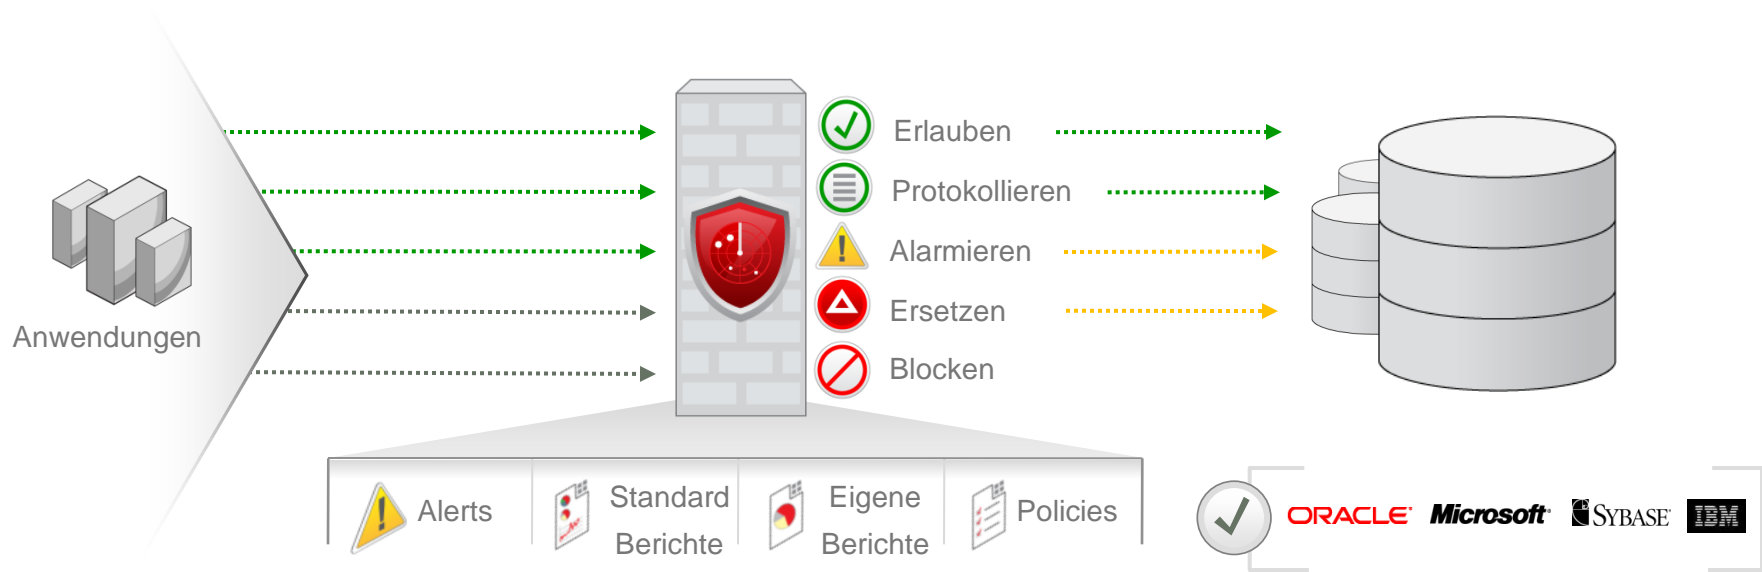 Anwendungen
Erlauben
Protokollieren
Alarmieren
Ersetzen
Blocken
Alerts
Standard
Berichte
Eigene
Berichte
Policies
ORACLE
Microsoft
SYBASE
IBM